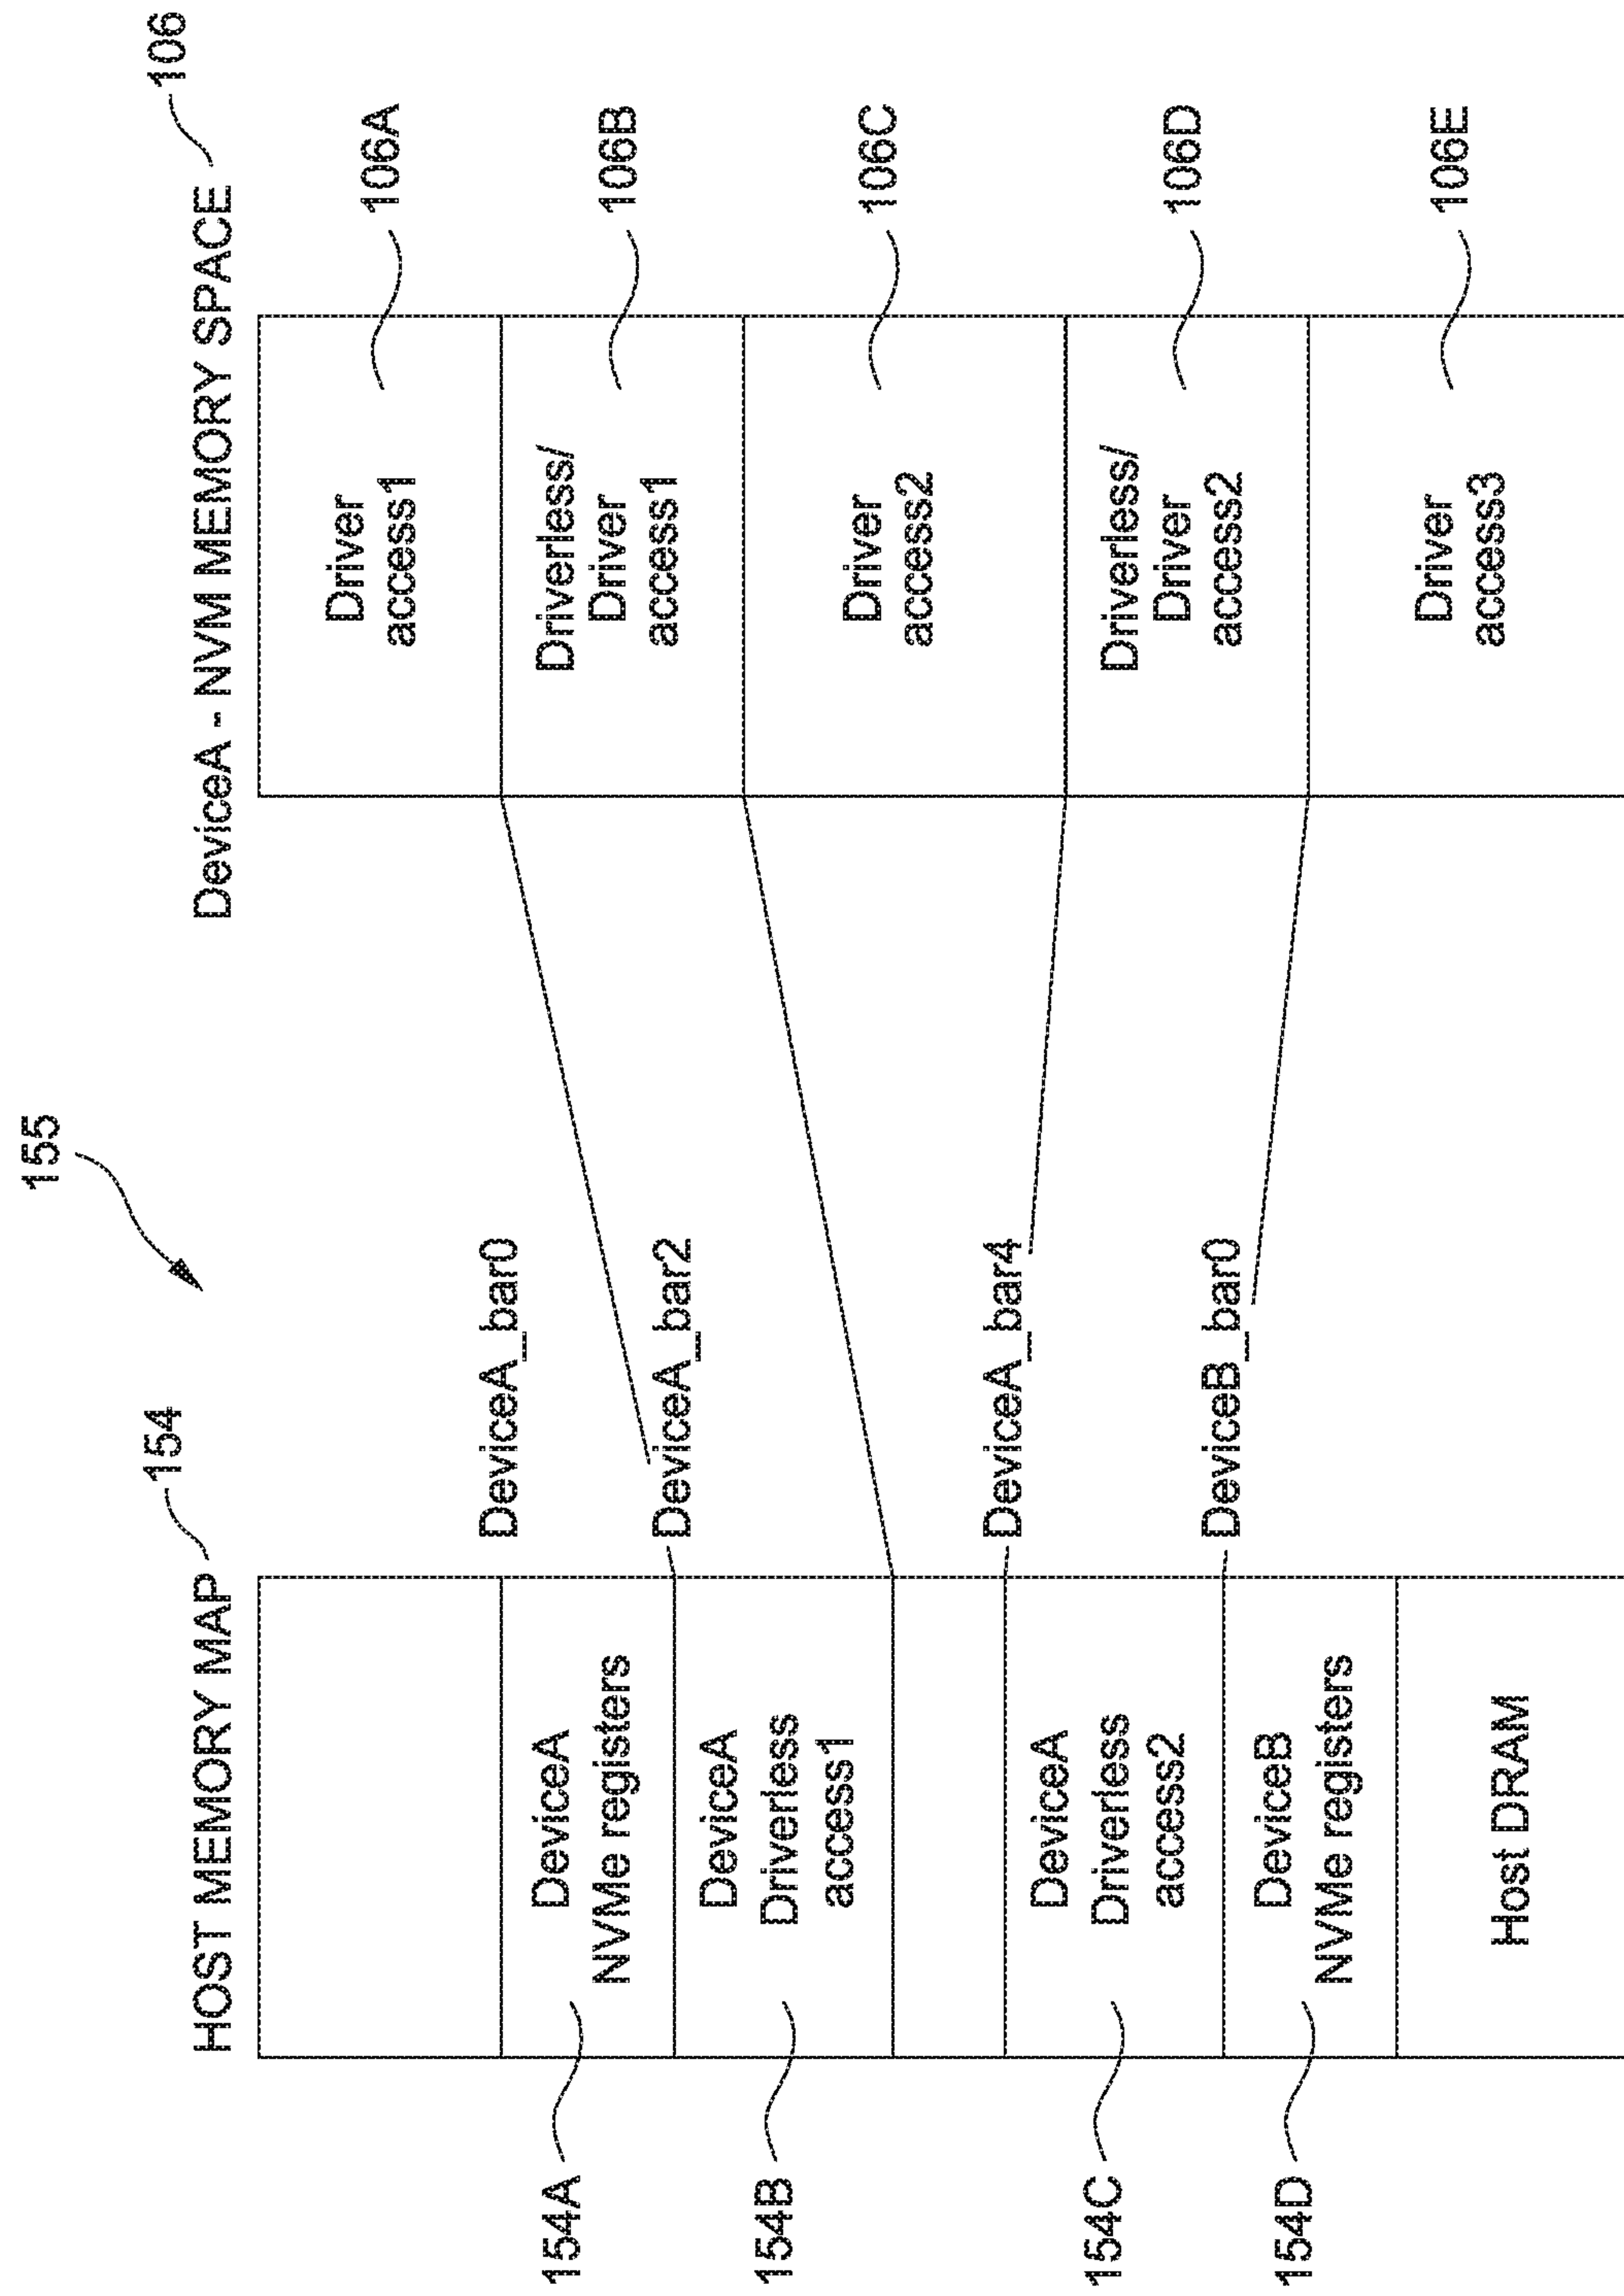 155
HOST MEMORY MAP
154
DeviceA
NVMe registers
DeviceA
Driverless
access1
DeviceA
Driverless
access2
DeviceB
NVMe registers
Host DRAM
154A
154B
154C
154D
DeviceA_bar0
DeviceA_bar2
DeviceA_bar4
DeviceB_bar0
DeviceA - NVM MEMORY SPACE
106
Driver
access1
Driverless/
Driver
access1
Driver
access2
Driverless/
Driver
access2
Driver
access3
106A
106B
106C
106D
106E